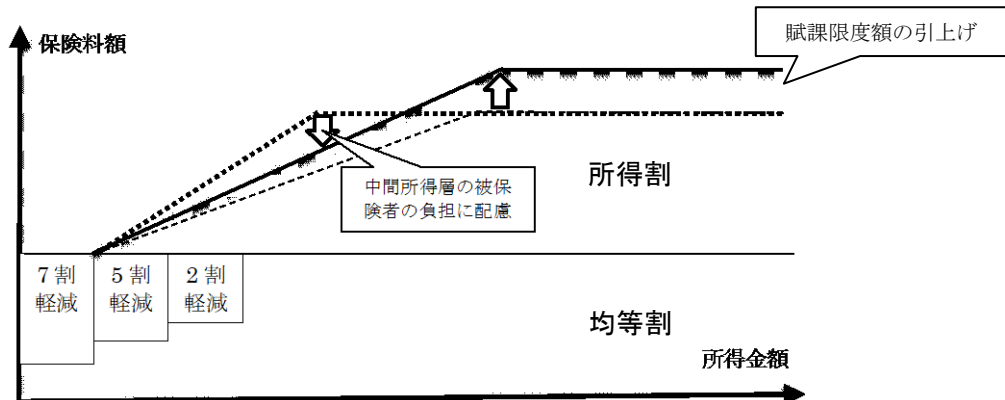 保険料額
賦課限度額の引上げ
中間所得層の被保
険者の負担に配慮
所得割
7 割
軽減
5 割
軽減
2 割
軽減
均等割
所得金額